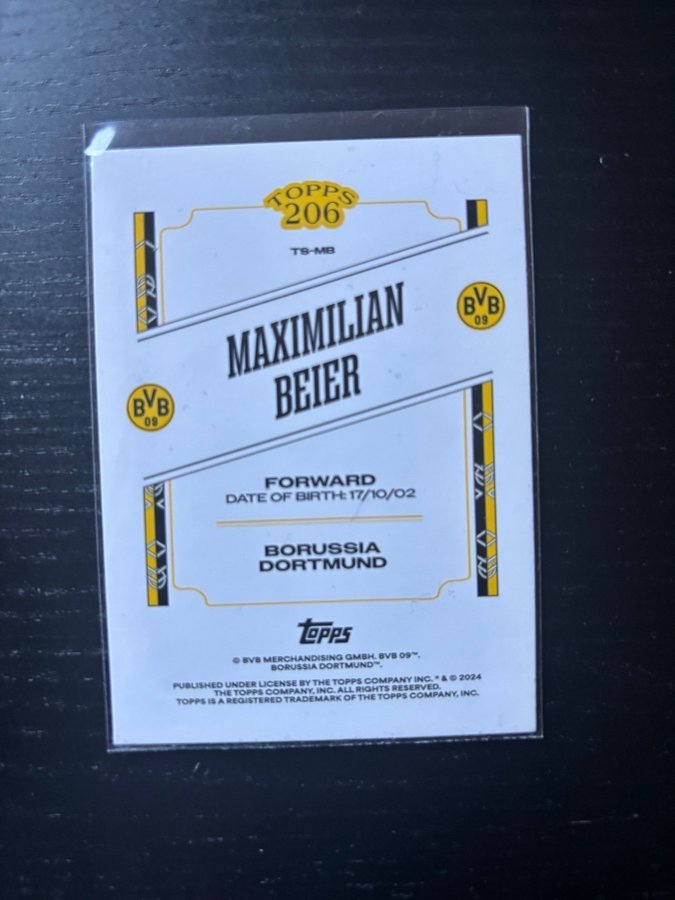 TOPPS
206
TS-MB
BVB
09
MAXIMILIAN
BEIER
BVB
09
FORWARD
DATE OF BIRTH: 17/10/02
BORUSSIA
DORTMUND
topps
© BVB MERCHANDISING GMBH. BVB 09™.
BORUSSIA DORTMUND™.
PUBLISHED UNDER LICENSE BY THE TOPPS COMPANY INC. ® & © 2024
THE TOPPS COMPANY, INC. ALL RIGHTS RESERVED.
TOPPS IS A REGISTERED TRADEMARK OF THE TOPPS COMPANY, INC.